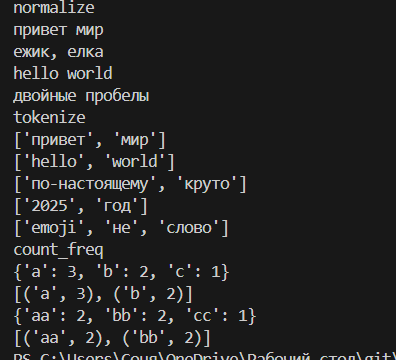 normalize
привет мир
ежик, елка
hello world
двойные пробелы
tokenize
['привет', 'мир']
['hello', 'world']
['по-настоящему', 'круто']
['2025', 'год']
['emoji', 'не', 'слово']
count_freq
{'a': 3, 'b': 2, 'c': 1}
[('a', 3), ('b', 2)]
{'aa': 2, 'bb': 2, 'cc': 1}
[('aa', 2), ('bb', 2)]
PS C:\Users\Соня\OneDrive\Рабочий стол\git\